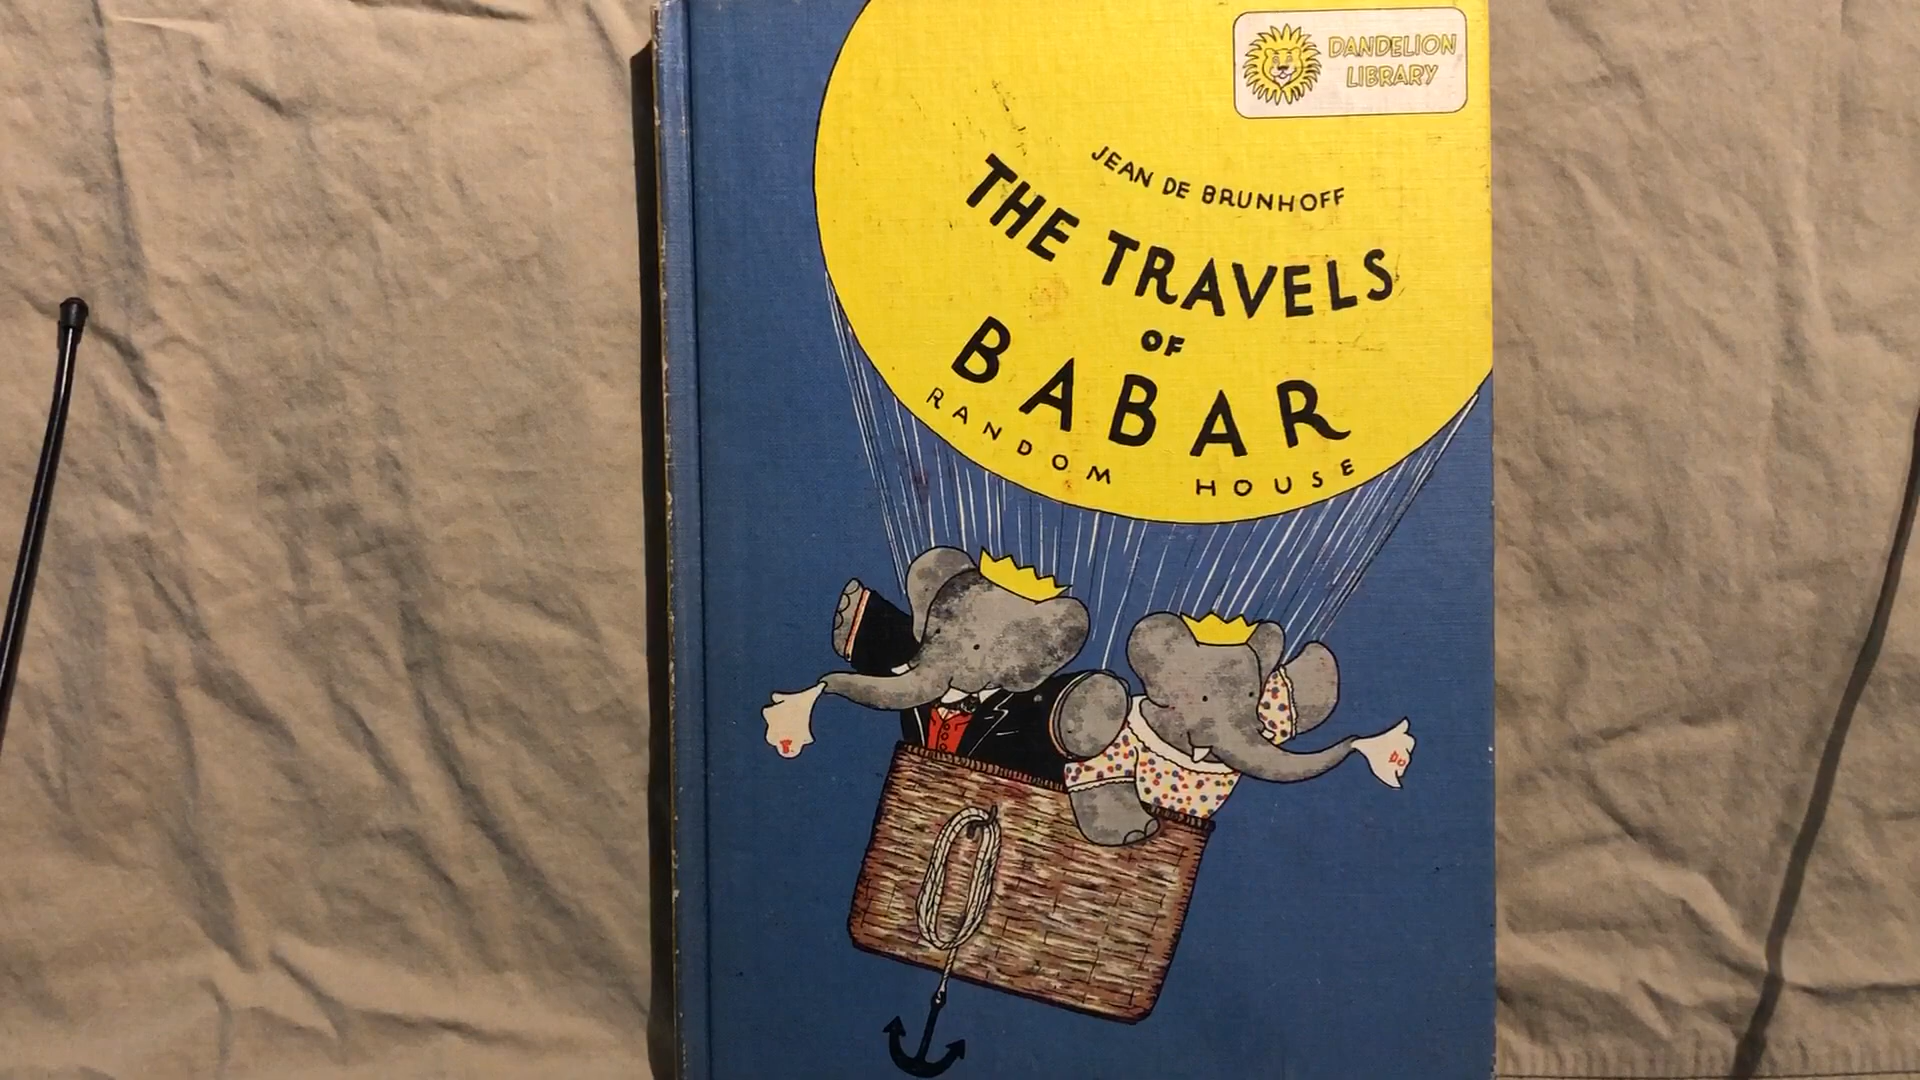 DANDELION
LIBRARY
JEAN DE BRUNHOFF
THE TRAVELS
OF
BABAR
RANDOM HOUSE
B.